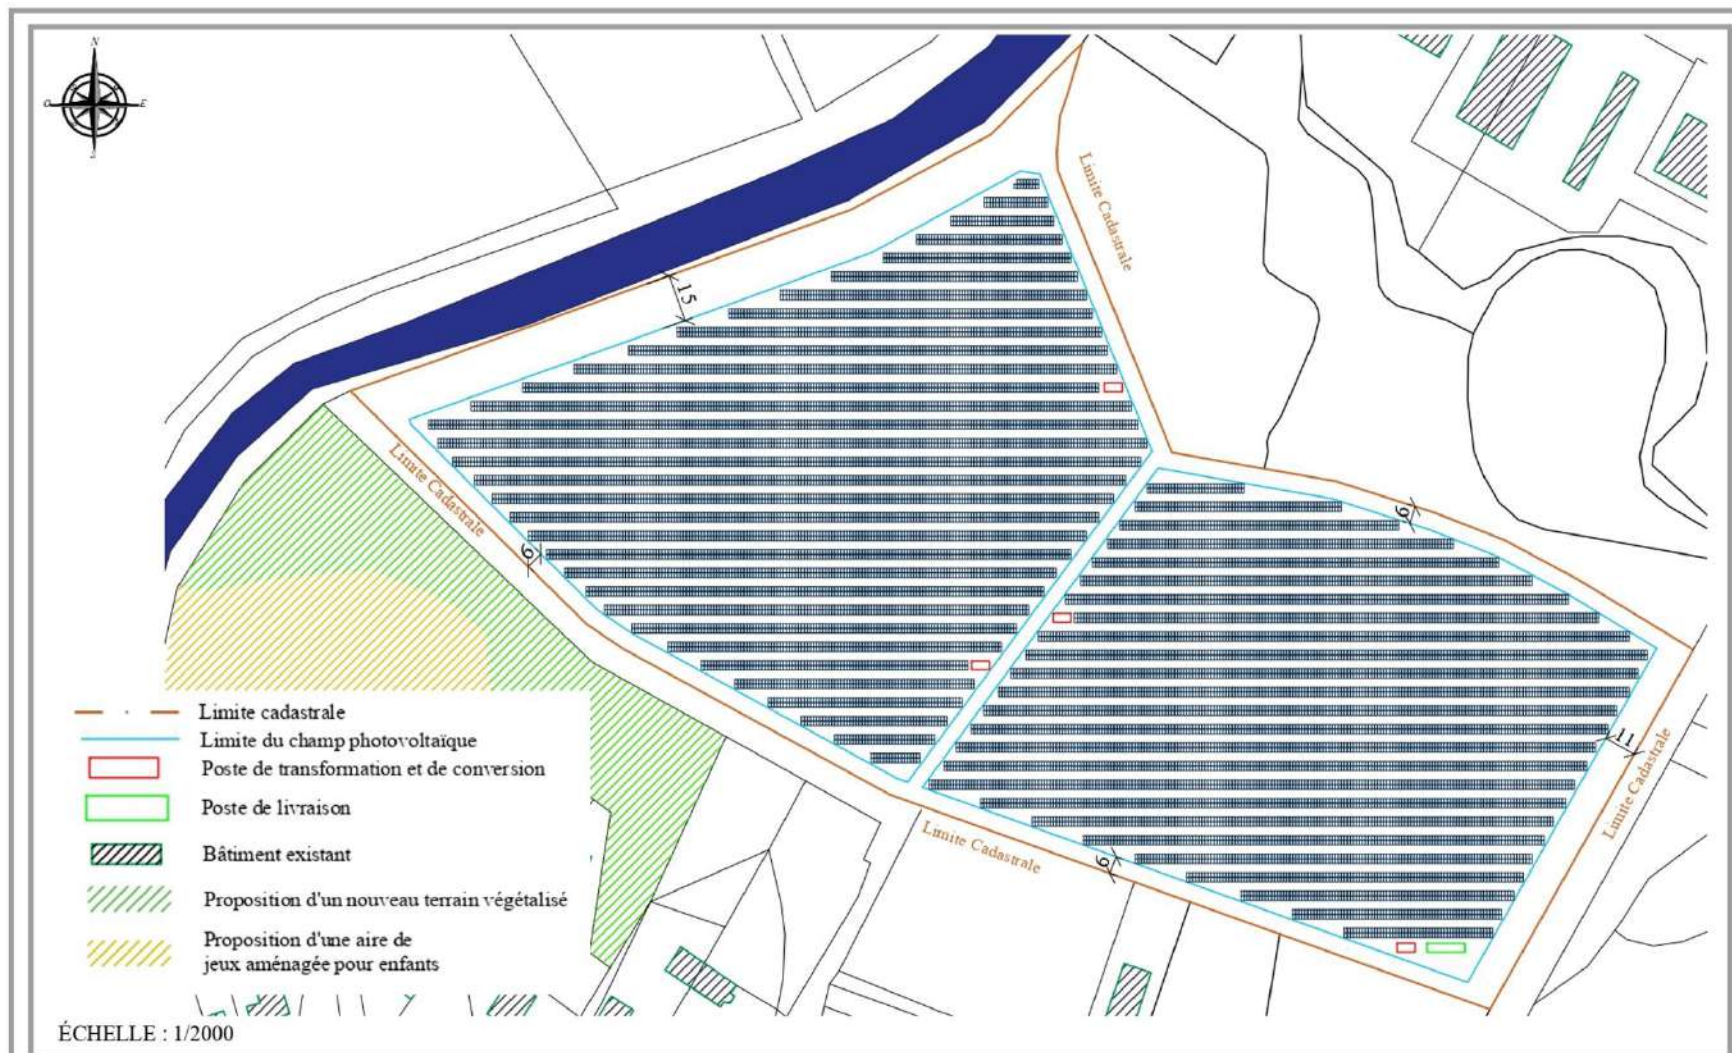 N
O
E
S
Limite Cadastrale
15
Limite Cadastrale
6
6
11
Limite Cadastrale
6
Limite Cadastrale
Limite cadastrale
Limite du champ photovoltaïque
Poste de transformation et de conversion
Poste de livraison
Bâtiment existant
Proposition d'un nouveau terrain végétalisé
Proposition d'une aire de
jeux aménagée pour enfants
ÉCHELLE : 1/2000